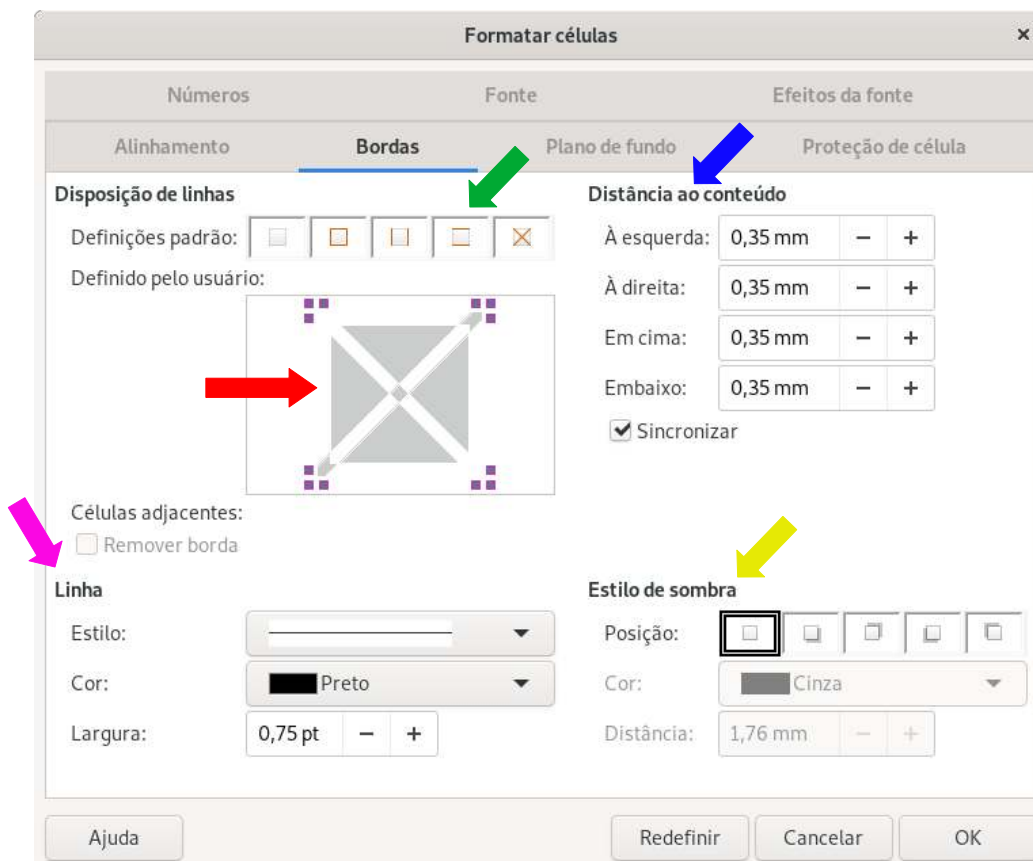 Formatar células
Números Fonte Efeitos da fonte
Alinhamento Bordas Plano de fundo Proteção de célula
Disposição de linhas
Definições padrão:
Definido pelo usuário:
Células adjacentes:
Remover borda
Distância ao conteúdo
À esquerda: 0,35 mm − +
À direita: 0,35 mm − +
Em cima: 0,35 mm − +
Embaixo: 0,35 mm − +
Sincronizar
Linha
Estilo:
Cor: Preto
Largura: 0,75 pt − +
Estilo de sombra
Posição:
Cor: Cinza
Distância: 1,76 mm − +
Ajuda Redefinir Cancelar OK